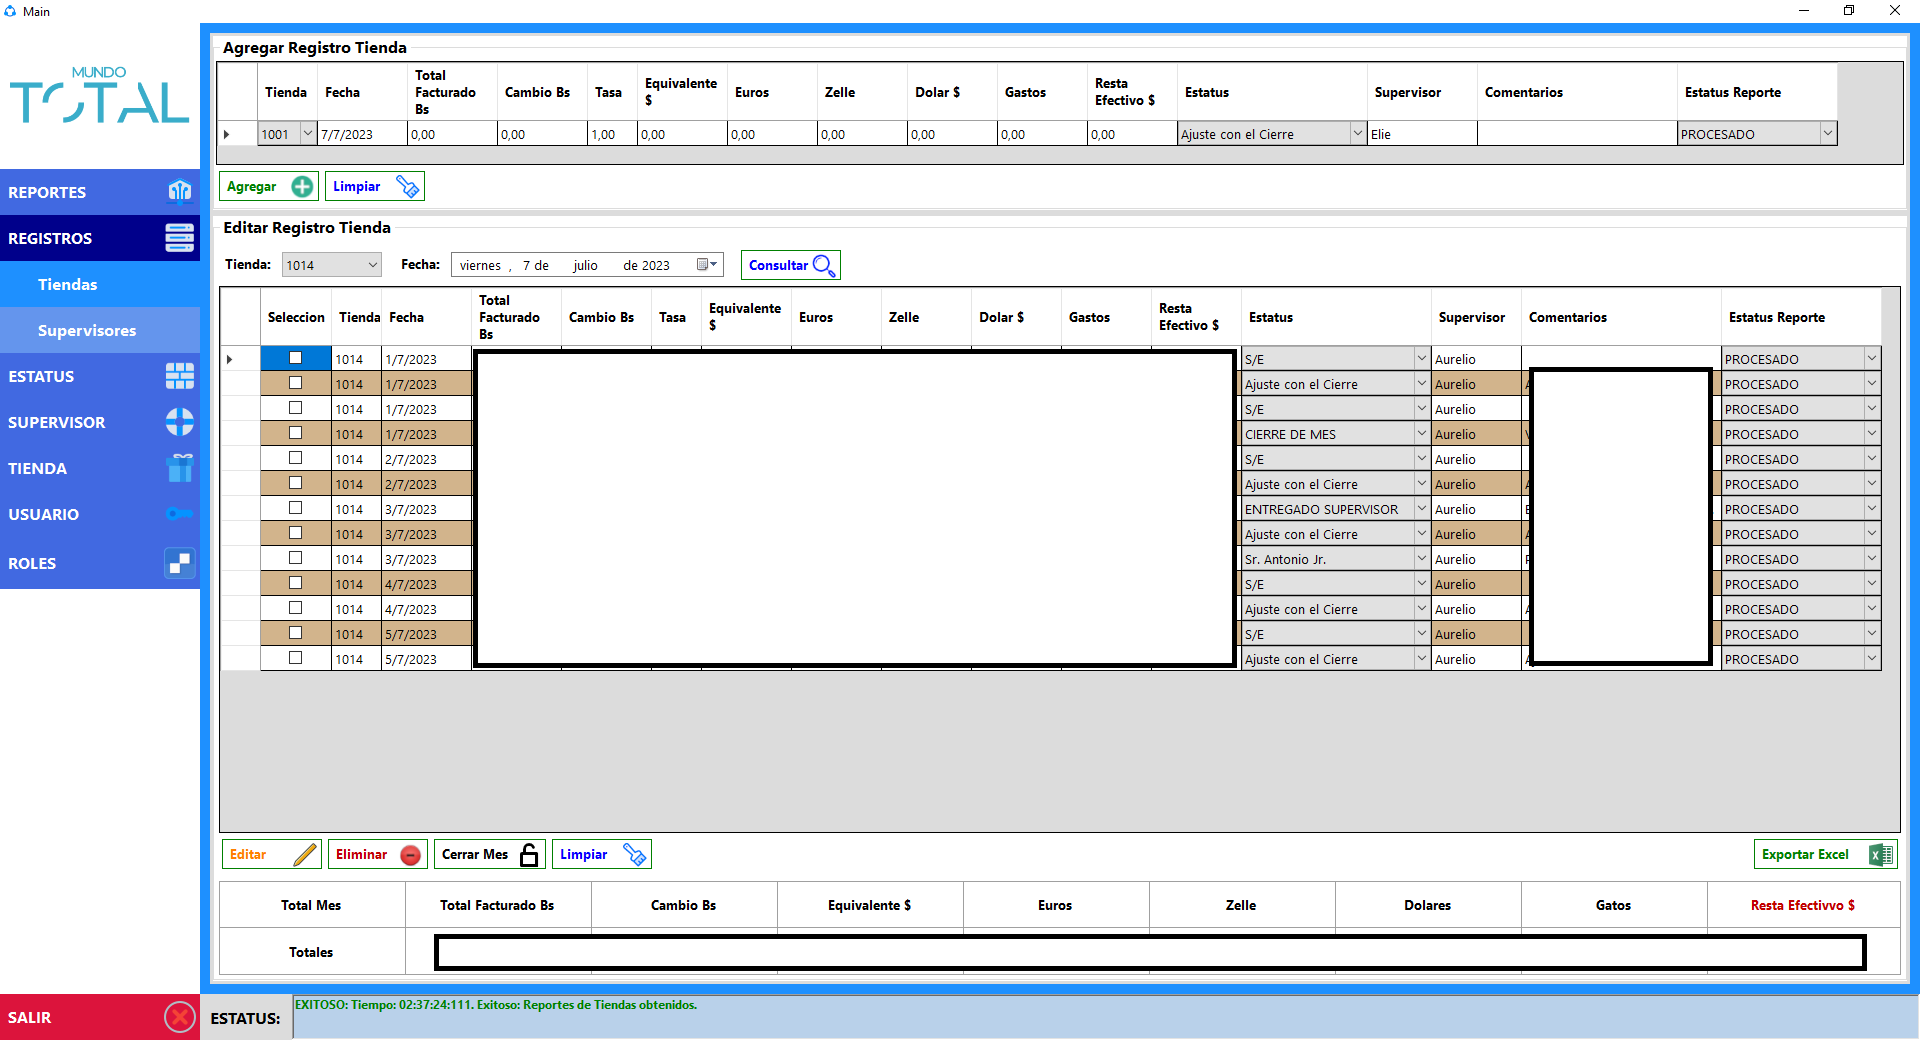 Main
MUNDO
TOTAL
REPORTES
REGISTROS
Tiendas
Supervisores
ESTATUS
SUPERVISOR
TIENDA
USUARIO
ROLES
SALIR
Agregar Registro Tienda
Tienda Fecha Total Facturado Bs Cambio Bs Tasa Equivalente $ Euros Zelle Dolar $ Gastos Resta Efectivo $ Estatus Supervisor Comentarios Estatus Reporte
1001 7/7/2023 0,00 0,00 1,00 0,00 0,00 0,00 0,00 0,00 0,00 Ajuste con el Cierre Elie PROCESADO
Agregar Limpiar
Editar Registro Tienda
Tienda: 1014 Fecha: viernes , 7 de julio de 2023 Consultar
Seleccion Tienda Fecha Total Facturado Bs Cambio Bs Tasa Equivalente $ Euros Zelle Dolar $ Gastos Resta Efectivo $ Estatus Supervisor Comentarios Estatus Reporte
1014 1/7/2023 S/E Aurelio PROCESADO
1014 1/7/2023 Ajuste con el Cierre Aurelio PROCESADO
1014 1/7/2023 S/E Aurelio PROCESADO
1014 1/7/2023 CIERRE DE MES Aurelio PROCESADO
1014 2/7/2023 S/E Aurelio PROCESADO
1014 2/7/2023 Ajuste con el Cierre Aurelio PROCESADO
1014 3/7/2023 ENTREGADO SUPERVISOR Aurelio PROCESADO
1014 3/7/2023 Ajuste con el Cierre Aurelio PROCESADO
1014 3/7/2023 Sr. Antonio Jr. Aurelio PROCESADO
1014 4/7/2023 S/E Aurelio PROCESADO
1014 4/7/2023 Ajuste con el Cierre Aurelio PROCESADO
1014 5/7/2023 S/E Aurelio PROCESADO
1014 5/7/2023 Ajuste con el Cierre Aurelio PROCESADO
Editar Eliminar Cerrar Mes Limpiar Exportar Excel
Total Mes Total Facturado Bs Cambio Bs Equivalente $ Euros Zelle Dolares Gatos Resta Efectivvo $
Totales
ESTATUS: EXITOSO: Tiempo: 02:37:24:111. Exitoso: Reportes de Tiendas obtenidos.